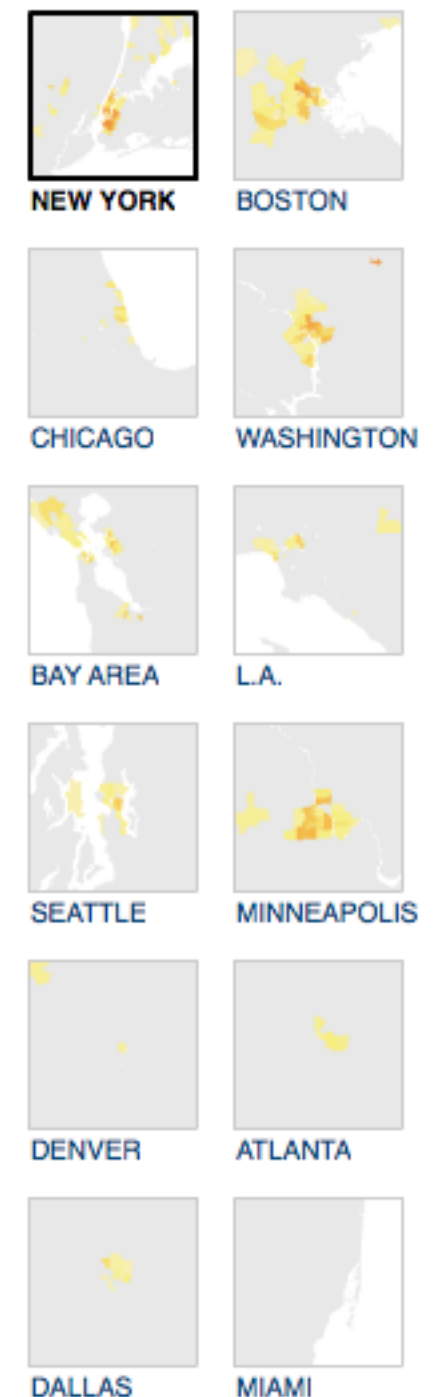 NEW YORK
BOSTON
CHICAGO
WASHINGTON
BAY AREA
L.A.
SEATTLE
MINNEAPOLIS
DENVER
ATLANTA
DALLAS
MIAMI